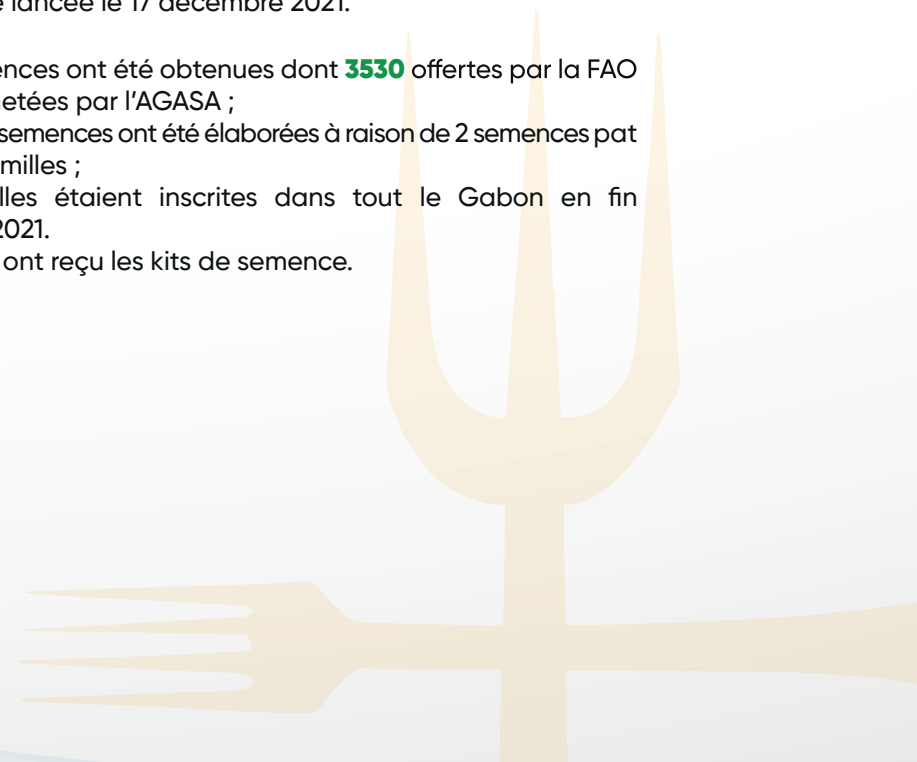 lancée le 17 décembre 2021.
ences ont été obtenues dont 3530 offertes par la FAO
etées par l'AGASA ;
semences ont été élaborées à raison de 2 semences pat
milles ;
lles étaient inscrites dans tout le Gabon en fin
2021.
ont reçu les kits de semence.